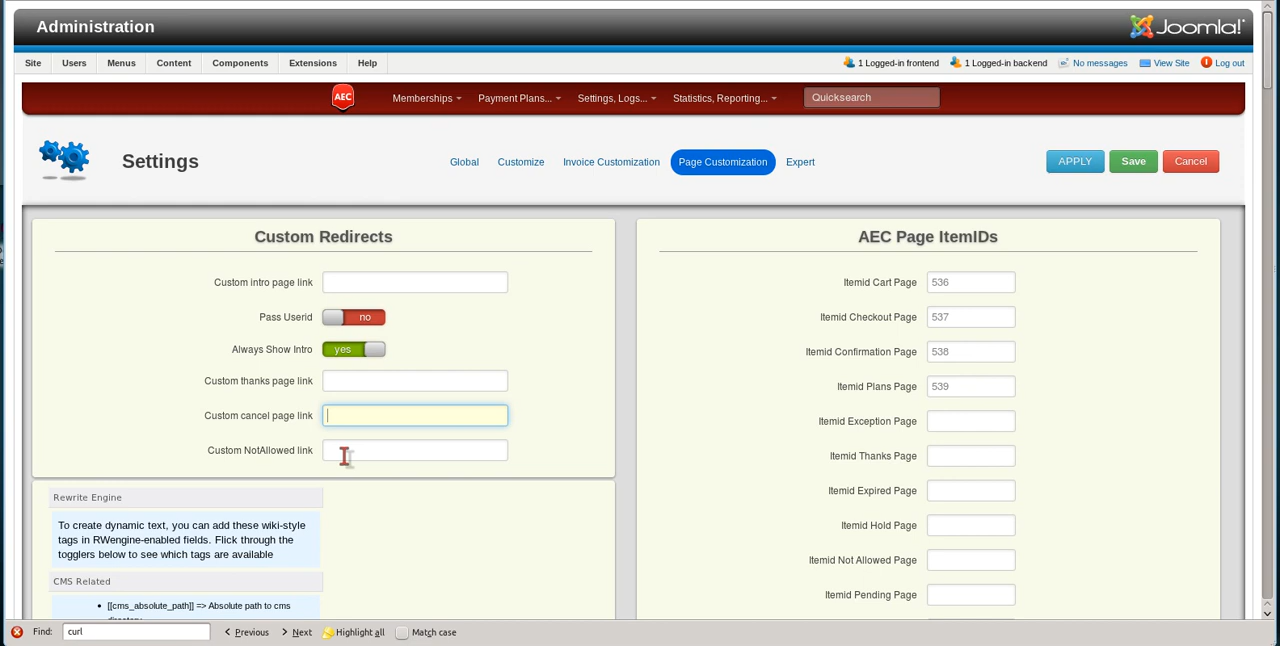 Administration
Joomla!
Site Users Menus Content Components Extensions Help
1 Logged-in frontend 1 Logged-in backend No messages View Site Log out
AEC Memberships Payment Plans... Settings, Logs... Statistics, Reporting... Quicksearch
Settings
Global Customize Invoice Customization Page Customization Expert
APPLY Save Cancel
Custom Redirects
Custom intro page link
Pass Userid no
Always Show Intro yes
Custom thanks page link
Custom cancel page link
Custom NotAllowed link
Rewrite Engine
To create dynamic text, you can add these wiki-style
tags in RWengine-enabled fields. Flick through the
togglers below to see which tags are available
CMS Related
• [[cms_absolute_path]] => Absolute path to cms
AEC Page ItemIDs
Itemid Cart Page 536
Itemid Checkout Page 537
Itemid Confirmation Page 538
Itemid Plans Page 539
Itemid Exception Page
Itemid Thanks Page
Itemid Expired Page
Itemid Hold Page
Itemid Not Allowed Page
Itemid Pending Page
Find: curl Previous Next Highlight all Match case